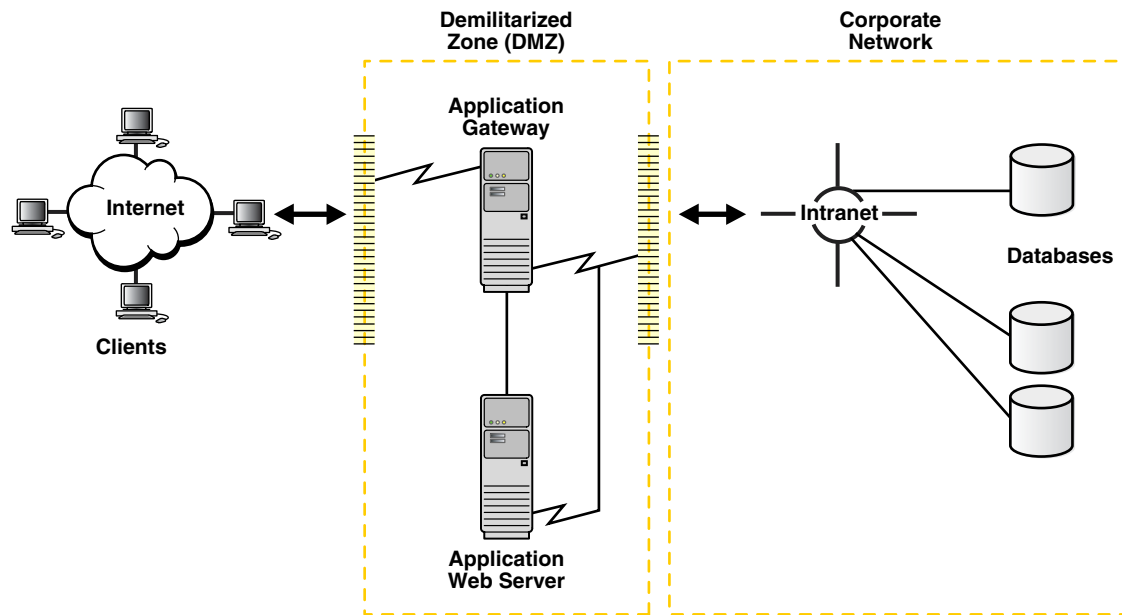 Demilitarized
Zone (DMZ)
Corporate
Network
Application
Gateway
Internet
Intranet
Databases
Clients
Application
Web Server